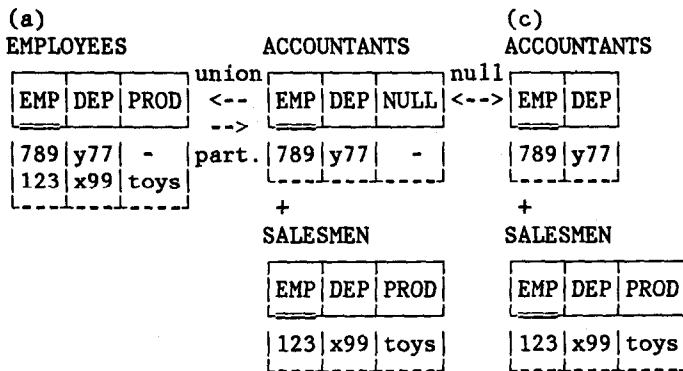 (a) (c)
EMPLOYEES ACCOUNTANTS ACCOUNTANTS
union null
EMP DEP PROD <-- EMP DEP NULL <--> EMP DEP
-->
789 y77 - part. 789 y77 - 789 y77
123 x99 toys
+ +
SALESMEN SALESMEN
EMP DEP PROD EMP DEP PROD
123 x99 toys 123 x99 toys